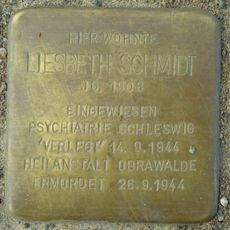 HIER WOHNTE
LIESBETH SCHMIDT
JG. 1908
EINGEWIESEN
PSYCHIATRIE SCHLESWIG
'VERLEGT' 14.9.1944
HEILANSTALT OBRAWALDE
ERMORDET 26.9.1944